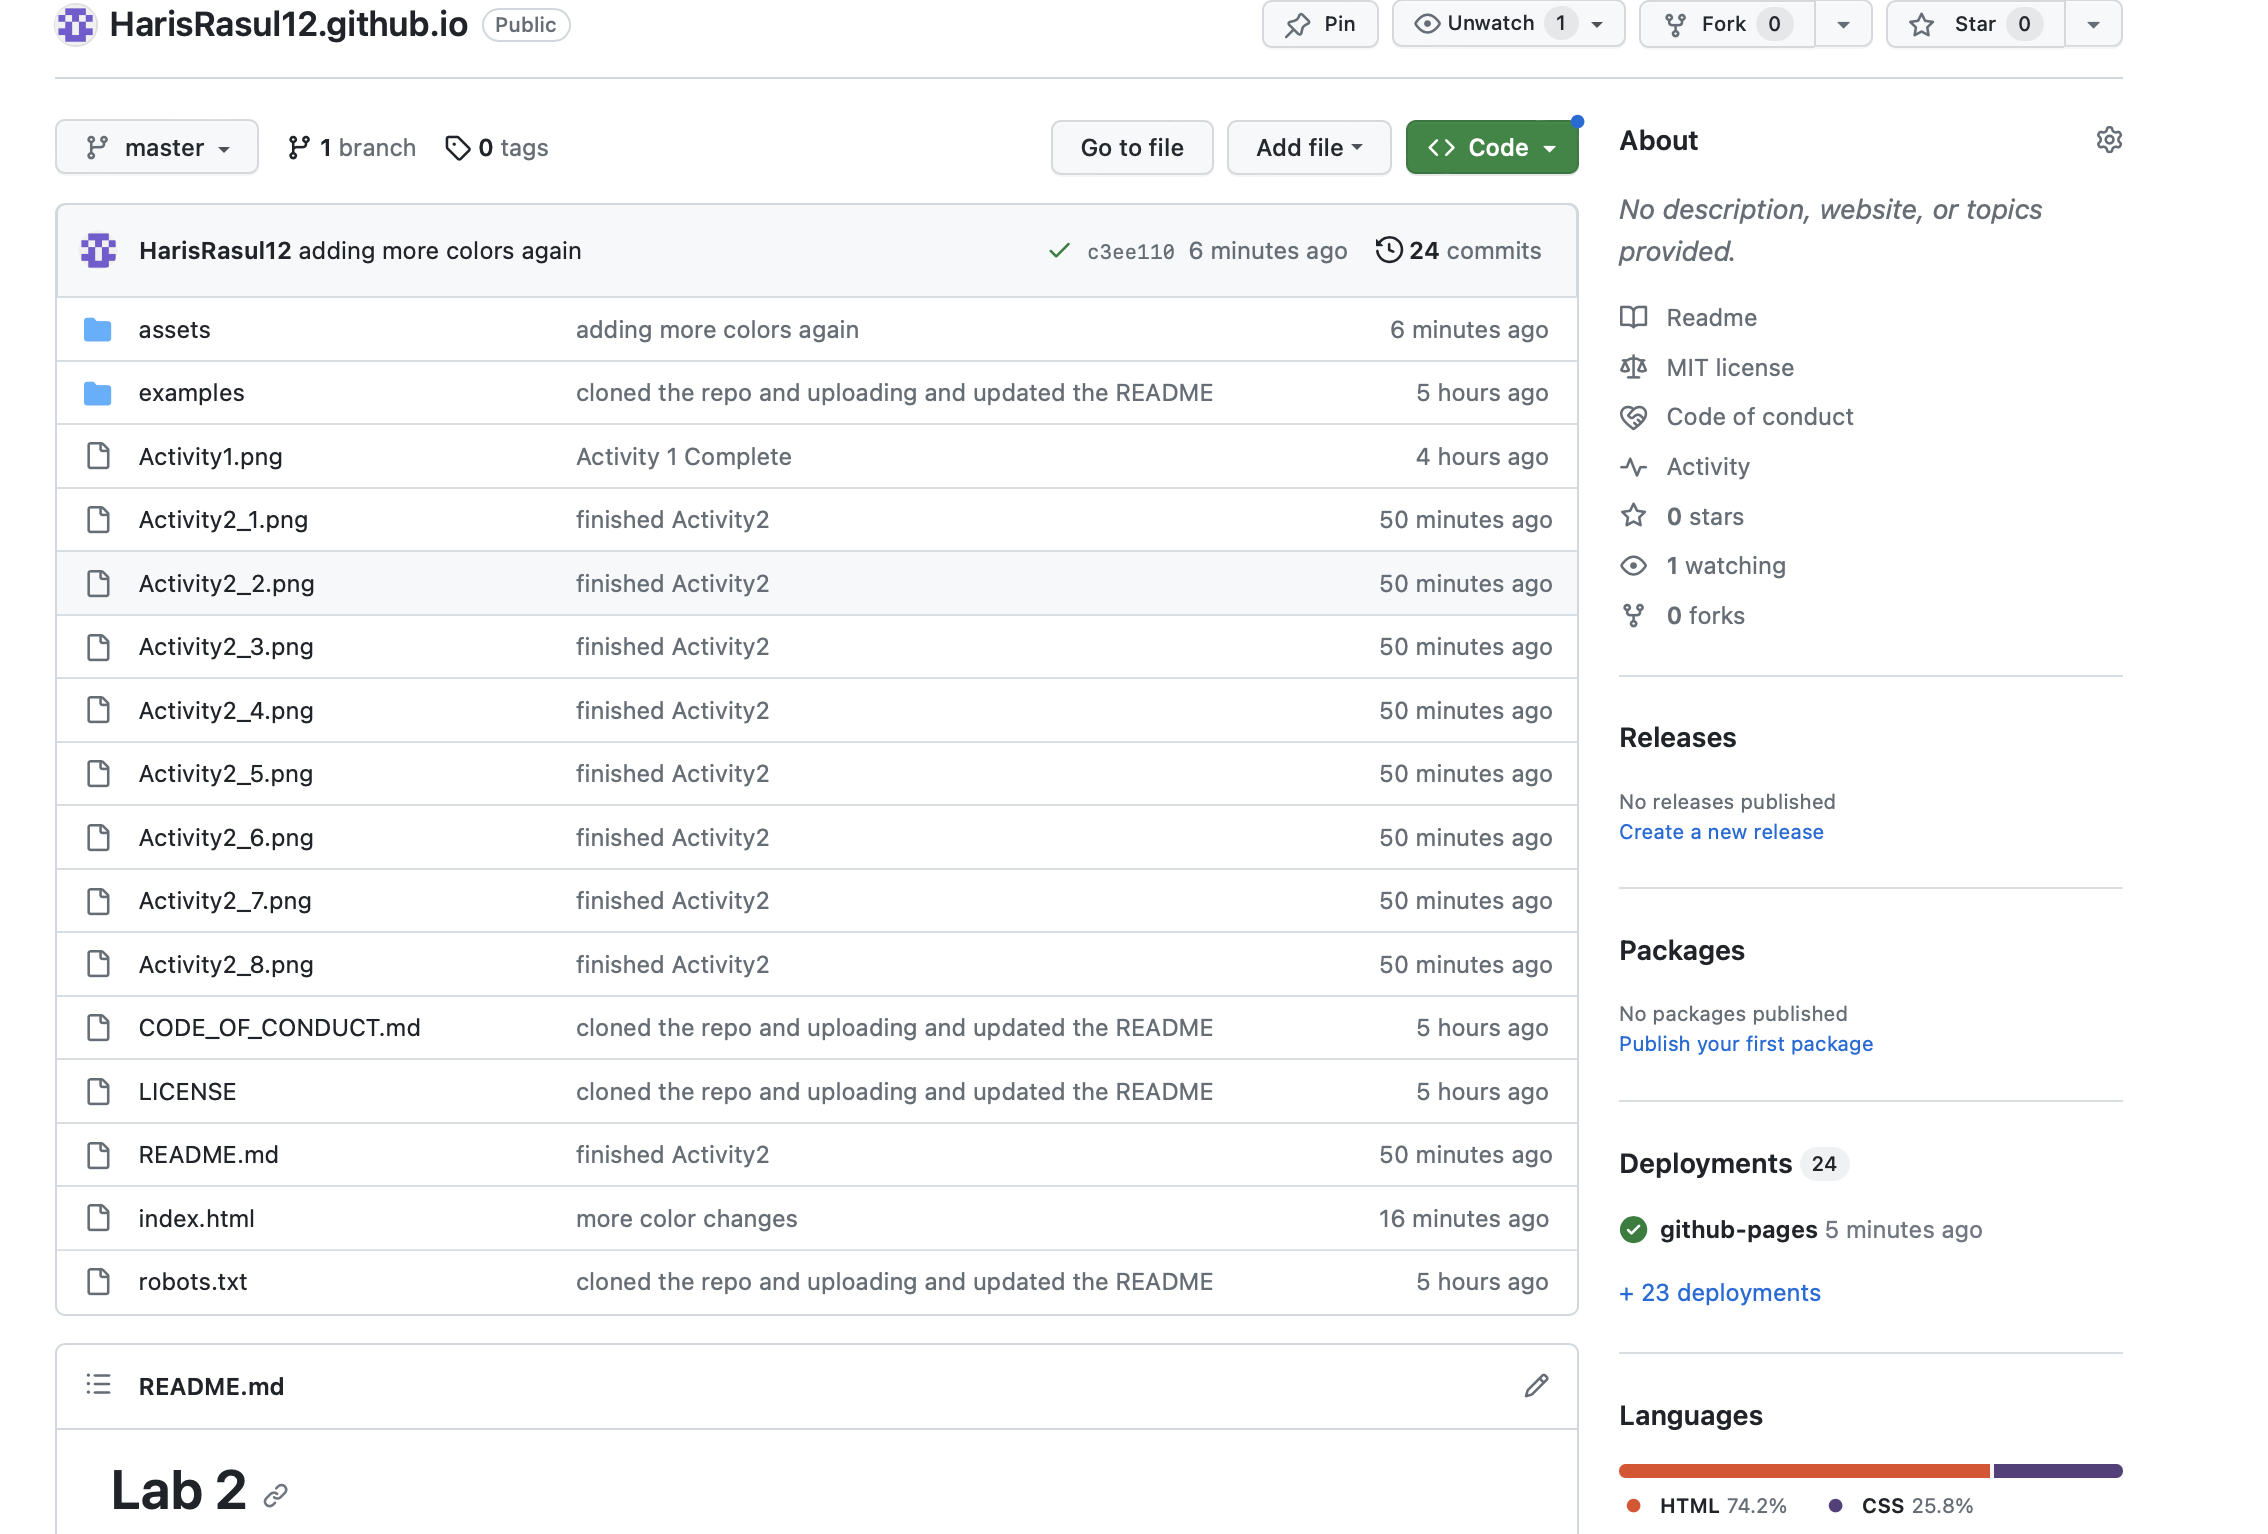 HarisRasul12.github.io Public Pin Unwatch 1 Fork 0 Star 0
master 1 branch 0 tags Go to file Add file Code
HarisRasul12 adding more colors again c3ee110 6 minutes ago 24 commits
assets adding more colors again 6 minutes ago
examples cloned the repo and uploading and updated the README 5 hours ago
Activity1.png Activity 1 Complete 4 hours ago
Activity2_1.png finished Activity2 50 minutes ago
Activity2_2.png finished Activity2 50 minutes ago
Activity2_3.png finished Activity2 50 minutes ago
Activity2_4.png finished Activity2 50 minutes ago
Activity2_5.png finished Activity2 50 minutes ago
Activity2_6.png finished Activity2 50 minutes ago
Activity2_7.png finished Activity2 50 minutes ago
Activity2_8.png finished Activity2 50 minutes ago
CODE_OF_CONDUCT.md cloned the repo and uploading and updated the README 5 hours ago
LICENSE cloned the repo and uploading and updated the README 5 hours ago
README.md finished Activity2 50 minutes ago
index.html more color changes 16 minutes ago
robots.txt cloned the repo and uploading and updated the README 5 hours ago
README.md
Lab 2
About
No description, website, or topics
provided.
Readme
MIT license
Code of conduct
Activity
0 stars
1 watching
0 forks
Releases
No releases published
Create a new release
Packages
No packages published
Publish your first package
Deployments 24
github-pages 5 minutes ago
+ 23 deployments
Languages
HTML 74.2% CSS 25.8%